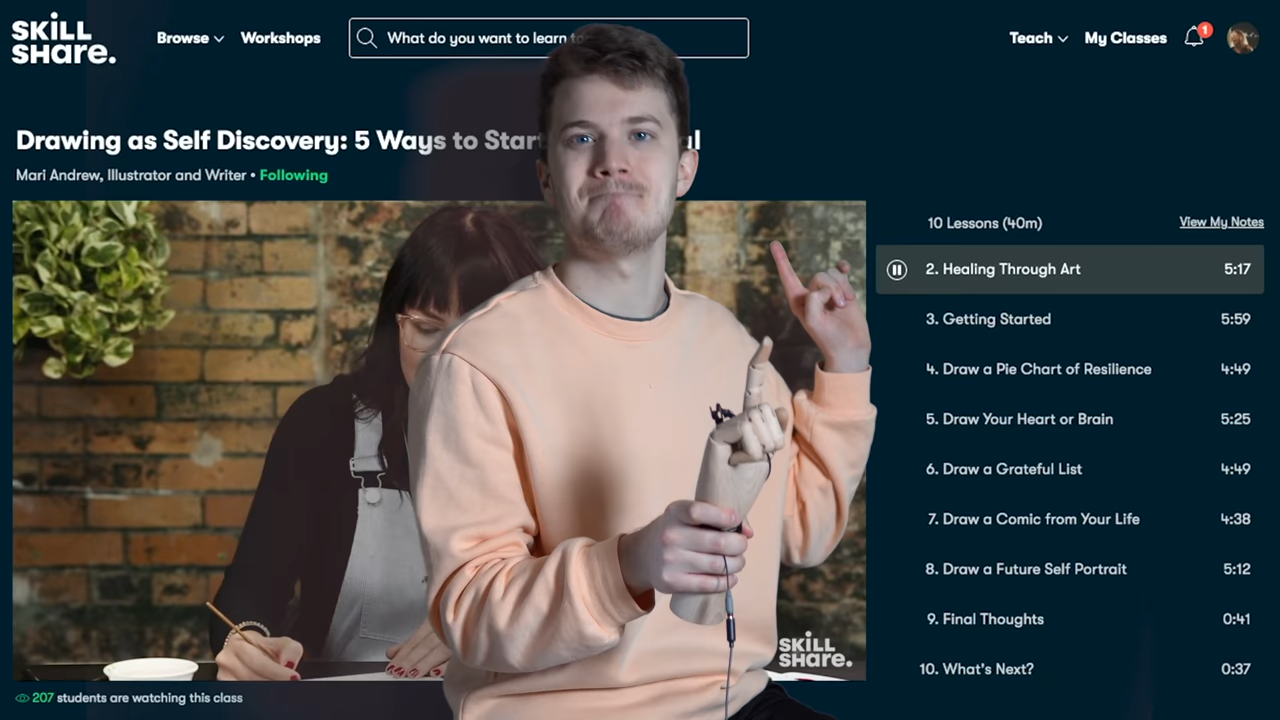 SKILL
SHARE.
Browse
Workshops
What do you want to learn to
Teach
My Classes
1
Drawing as Self Discovery: 5 Ways to Start
Mari Andrew, Illustrator and Writer • Following
10 Lessons (40m)
View My Notes
2. Healing Through Art 5:17
3. Getting Started 5:59
4. Draw a Pie Chart of Resilience 4:49
5. Draw Your Heart or Brain 5:25
6. Draw a Grateful List 4:49
7. Draw a Comic from Your Life 4:38
8. Draw a Future Self Portrait 5:12
9. Final Thoughts 0:41
10. What's Next? 0:37
SKILL
SHARE.
207 students are watching this class